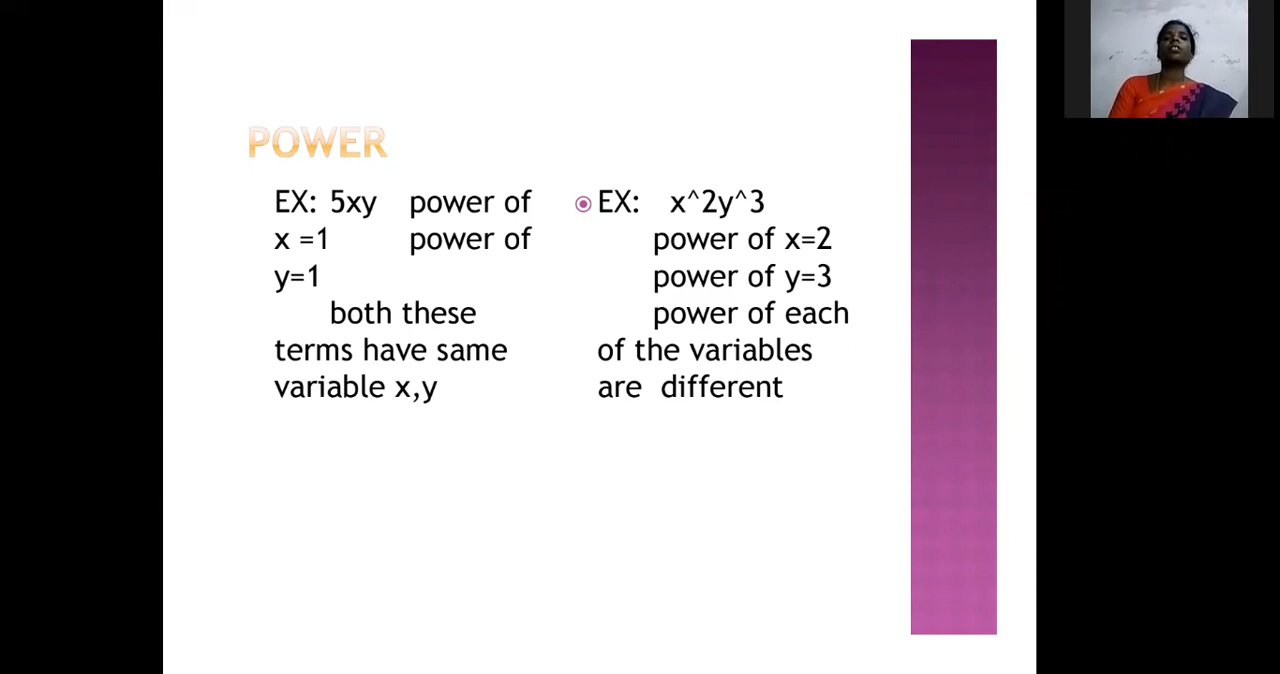 POWER
EX: 5xy power of
x =1 power of
y=1
both these
terms have same
variable x,y
EX: x^2y^3
power of x=2
power of y=3
power of each
of the variables
are different